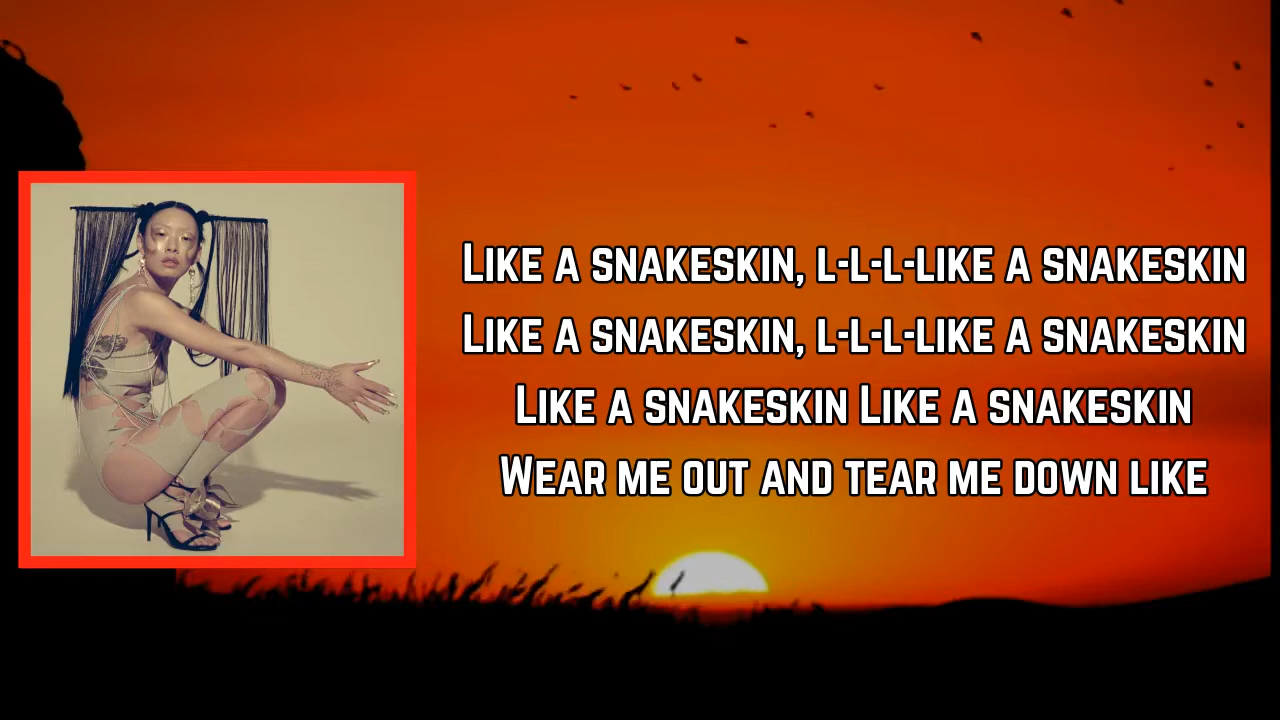 Like a snakeskin, l-l-l-like a snakeskin
Like a snakeskin, l-l-l-like a snakeskin
Like a snakeskin Like a snakeskin
Wear me out and tear me down like